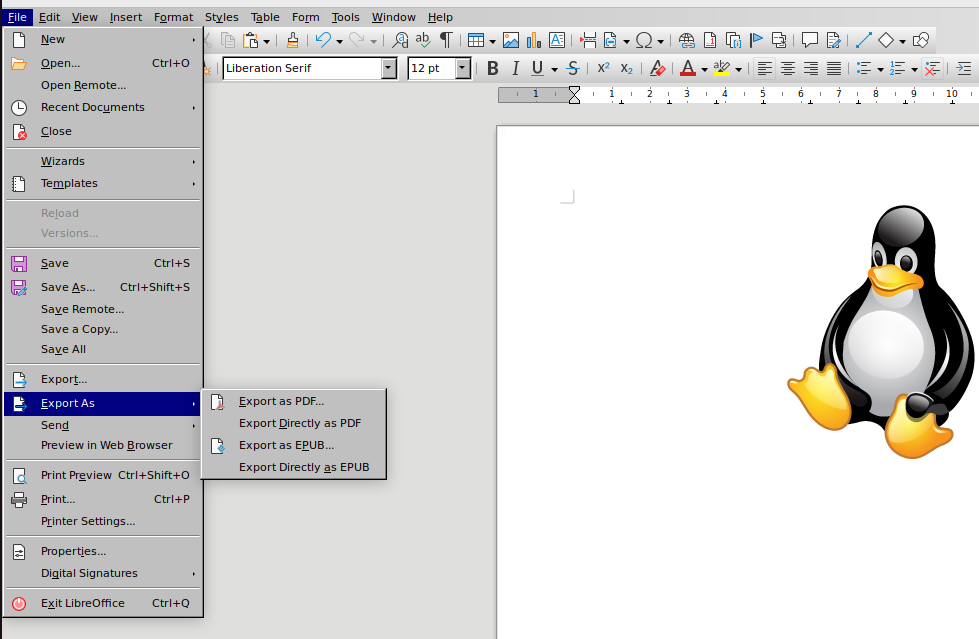 File Edit View Insert Format Styles Table Form Tools Window Help
New
Open... Ctrl+O
Open Remote...
Recent Documents
Close
Wizards
Templates
Reload
Versions...
Save Ctrl+S
Save As... Ctrl+Shift+S
Save Remote...
Save a Copy...
Save All
Export...
Export As
Send
Preview in Web Browser
Print Preview Ctrl+Shift+O
Print... Ctrl+P
Printer Settings...
Properties...
Digital Signatures
Exit LibreOffice Ctrl+Q
Export as PDF...
Export Directly as PDF
Export as EPUB...
Export Directly as EPUB
Liberation Serif 12 pt B I U S X² X₂ A ab
1 1 2 3 4 5 6 7 8 9 10